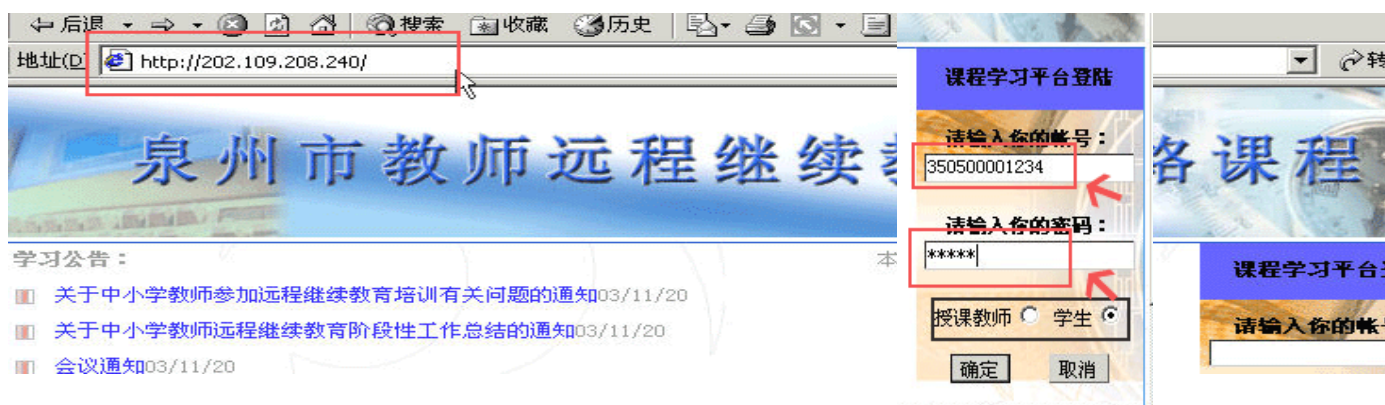 后退 搜索 收藏 历史
地址(D) http://202.109.208.240/ 转
泉州市教师远程继续
络课程
学习公告: 本
关于中小学教师参加远程继续教育培训有关问题的通知03/11/20
关于中小学教师远程继续教育阶段性工作总结的通知03/11/20
会议通知03/11/20
课程学习平台登陆
请输入你的帐号:
350500001234
请输入你的密码:
*****
授课教师 学生
确定 取消
课程学习平台
请输入你的帐